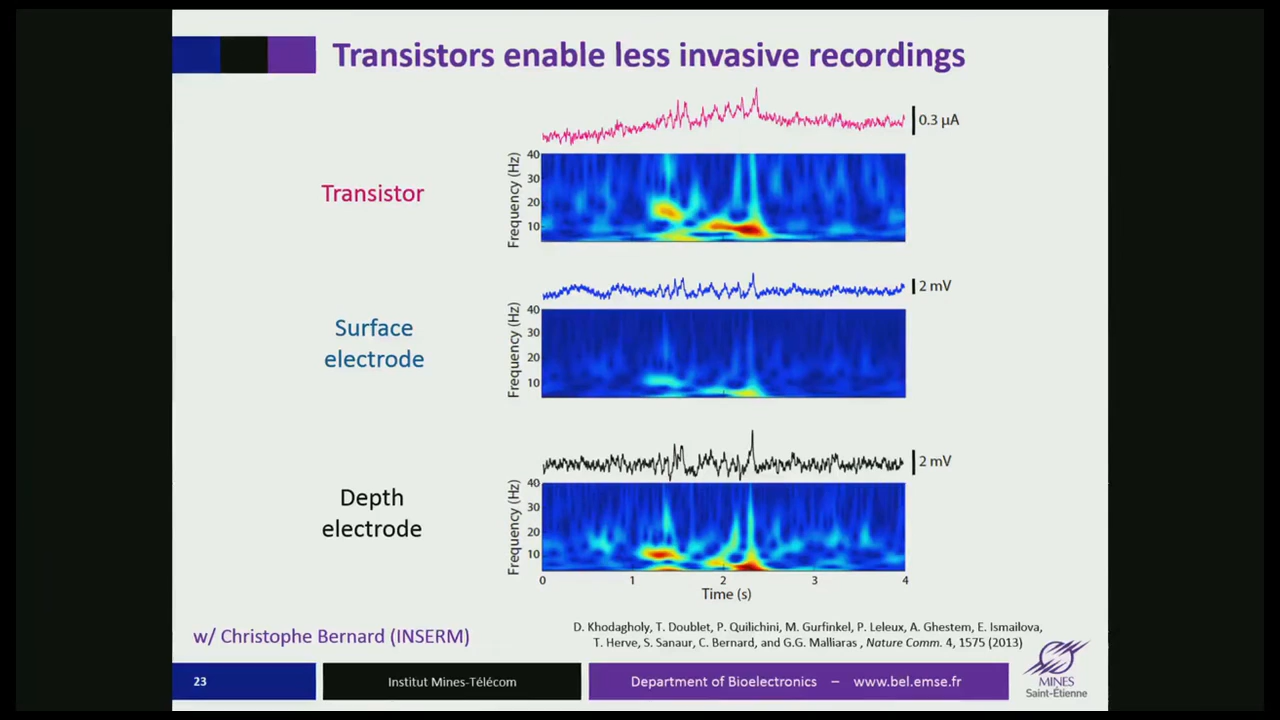 Transistors enable less invasive recordings
0.3 µA
Transistor
Frequency (Hz)
40
30
20
10
2 mV
Surface
electrode
Frequency (Hz)
40
30
20
10
2 mV
Depth
electrode
Frequency (Hz)
40
30
20
10
0 1 2 3 4
Time (s)
w/ Christophe Bernard (INSERM)
D. Khodagholy, T. Doublet, P. Quilichini, M. Gurfinkel, P. Leleux, A. Ghestem, E. Ismailova,
T. Herve, S. Sanaur, C. Bernard, and G.G. Malliaras , Nature Comm. 4, 1575 (2013)
23
Institut Mines-Télécom
Department of Bioelectronics – www.bel.emse.fr
MINES
Saint-Étienne